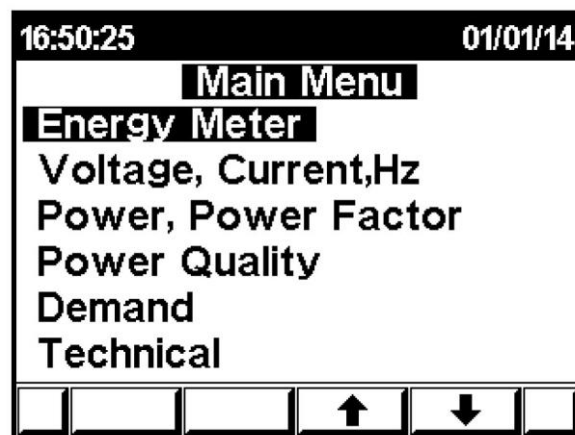 16:50:25 01/01/14
Main Menu
Energy Meter
Voltage, Current,Hz
Power, Power Factor
Power Quality
Demand
Technical